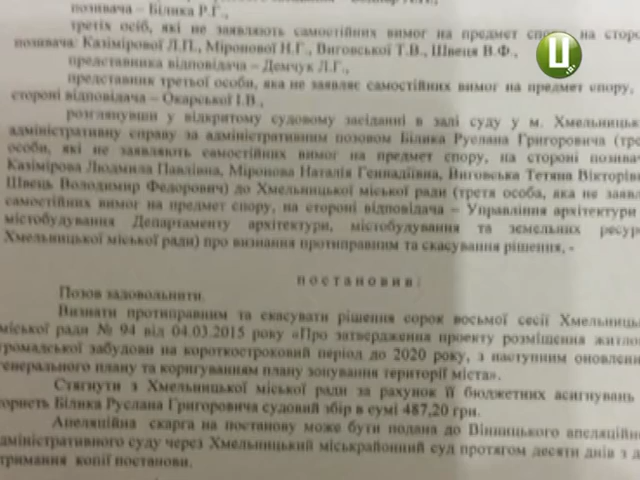 позивача – Білика Р.Г.,
третіх осіб, які не заявляють самостійних вимог на предмет спору, на сторо
позивача: Казімірової Л.П., Міронової Н.Г., Виговської Т.В., Швеця В.Ф.,
представника відповідача – Демчук Л.Г.,
представник третьої особи, яка не заявляє самостійних вимог на предмет спору,
стороні відповідача – Окарської І.В.,
розглянувши у відкритому судовому засіданні в залі суду у м. Хмельницьк
адміністративну справу за адміністративним позовом Білика Руслана Григоровича (тре
особи, які не заявляють самостійних вимог на предмет спору, на стороні позива
Казімірова Людмила Павлівна, Міронова Наталія Геннадіївна, Виговська Тетяна Вікторівн
Швець Володимир Федорович) до Хмельницької міської ради (третя особа, яка не заявл
самостійних вимог на предмет спору, на стороні відповідача – Управління архітектури
містобудування Департаменту архітектури, містобудування та земельних ресур
Хмельницької міської ради) про визнання протиправним та скасування рішення, -
постановив:
Позов задовольнити.
Визнати протиправним та скасувати рішення сорок восьмої сесії Хмельниць
міської ради № 94 від 04.03.2015 року «Про затвердження проекту розміщення житлов
громадської забудови на короткостроковий період до 2020 року, з наступним оновленн
генерального плану та коригуванням плану зонування території міста».
Стягнути з Хмельницької міської ради за рахунок її бюджетних асигнувань
користь Білика Руслана Григоровича судовий збір в сумі 487,20 грн.
Апеляційна скарга на постанову може бути подана до Вінницького апеляційно
адміністративного суду через Хмельницький міськрайонний суд протягом десяти днів з д
отримання копії постанови.
Ц